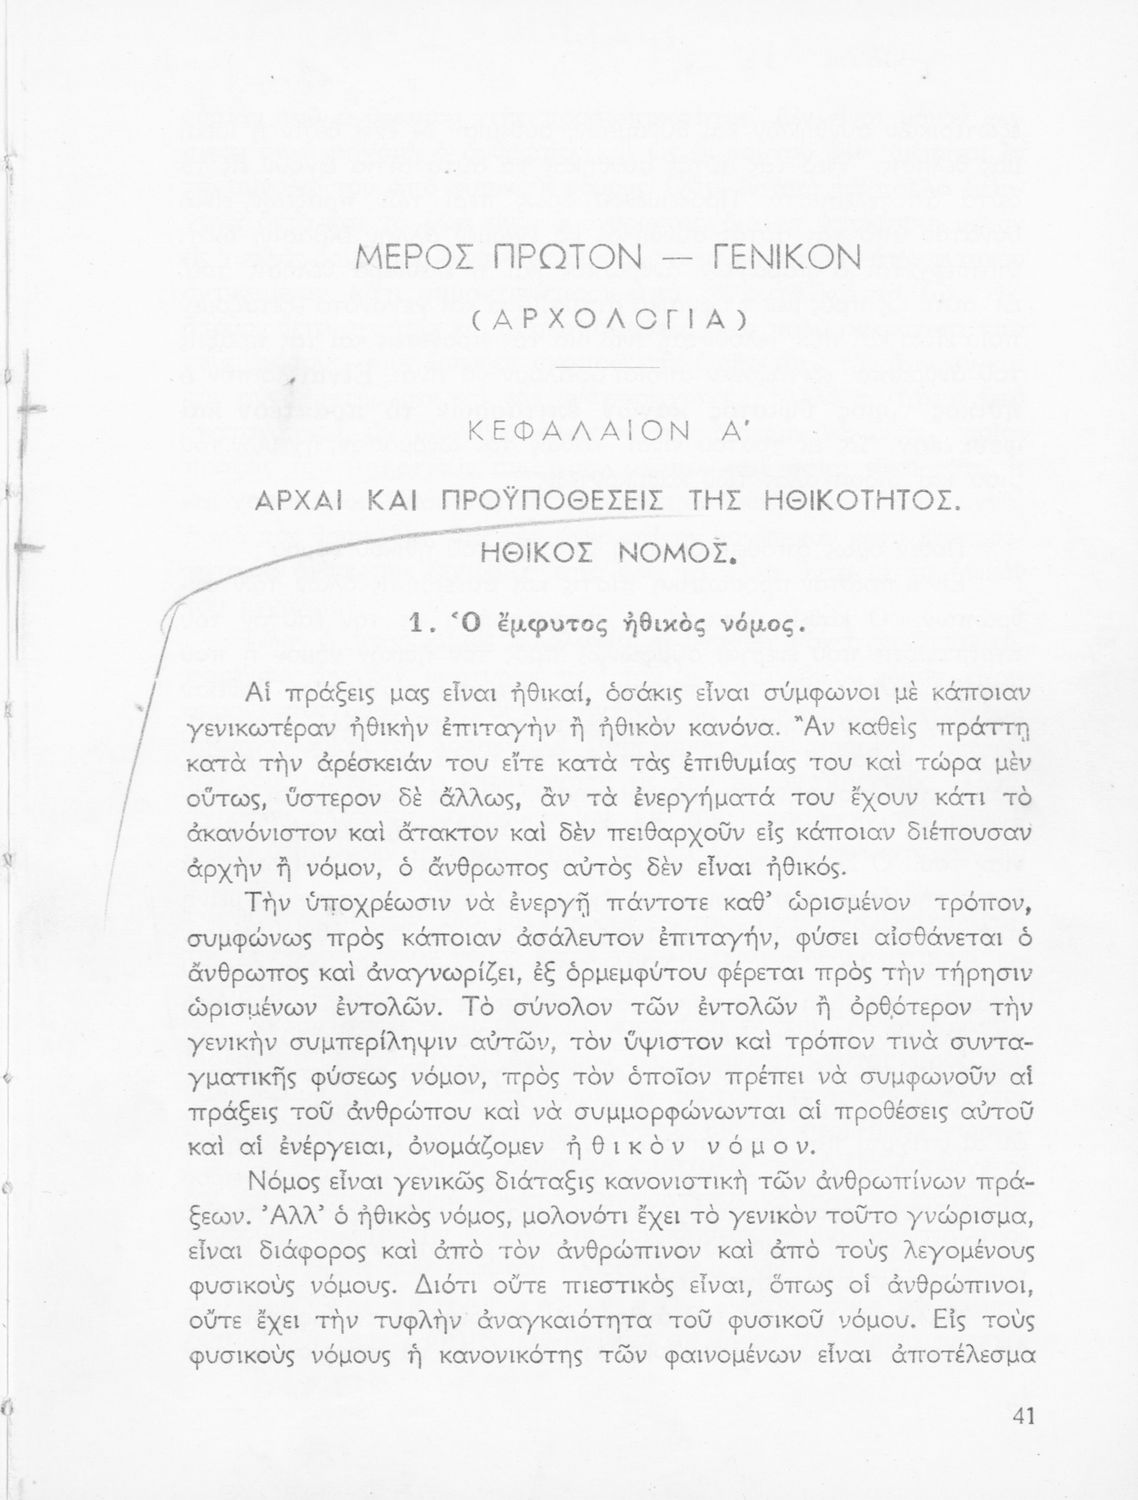 ΜΕΡΟΣ ΠΡΩΤΟΝ — ΓΕΝΙΚΟΝ
(ΑΡΧΟΛΟΓΙΑ)
ΚΕΦΑΛΑΙΟΝ Α'
ΑΡΧΑΙ ΚΑΙ ΠΡΟΫΠΟΘΕΣΕΙΣ ΤΗΣ ΗΘΙΚΟΤΗΤΟΣ.
ΗΘΙΚΟΣ ΝΟΜΟΣ.
1. Ὁ ἔμφυτος ἠθικὸς νόμος.
Αἱ πράξεις μας εἶναι ἠθικαί, ὁσάκις εἶναι σύμφωνοι μὲ κάποιαν
γενικωτέραν ἠθικὴν ἐπιταγὴν ἢ ἠθικὸν κανόνα. Ἂν καθεὶς πράττη
κατὰ τὴν ἀρέσκειάν του εἴτε κατὰ τὰς ἐπιθυμίας του καὶ τώρα μὲν
οὕτως, ὕστερον δὲ ἄλλως, ἂν τὰ ἐνεργήματά του ἔχουν κάτι τὸ
ἀκανόνιστον καὶ ἄτακτον καὶ δὲν πειθαρχοῦν εἰς κάποιαν διέπουσαν
ἀρχὴν ἢ νόμον, ὁ ἄνθρωπος αὐτὸς δὲν εἶναι ἠθικός.
Τὴν ὑποχρέωσιν νὰ ἐνεργῇ πάντοτε καθ' ὡρισμένον τρόπον,
συμφώνως πρὸς κάποιαν ἀσάλευτον ἐπιταγήν, φύσει αἰσθάνεται ὁ
ἄνθρωπος καὶ ἀναγνωρίζει, ἐξ ὁρμεμφύτου φέρεται πρὸς τὴν τήρησιν
ὡρισμένων ἐντολῶν. Τὸ σύνολον τῶν ἐντολῶν ἢ ὀρθότερον τὴν
γενικὴν συμπερίληψιν αὐτῶν, τὸν ὕψιστον καὶ τρόπον τινὰ συντα-
γματικῆς φύσεως νόμον, πρὸς τὸν ὁποῖον πρέπει νὰ συμφωνοῦν αἱ
πράξεις τοῦ ἀνθρώπου καὶ νὰ συμμορφώνωνται αἱ προθέσεις αὐτοῦ
καὶ αἱ ἐνέργειαι, ὀνομάζομεν ἠθικὸν νόμον.
Νόμος εἶναι γενικῶς διάταξις κανονιστικὴ τῶν ἀνθρωπίνων πρά-
ξεων. Ἀλλ' ὁ ἠθικὸς νόμος, μολονότι ἔχει τὸ γενικὸν τοῦτο γνώρισμα,
εἶναι διάφορος καὶ ἀπὸ τὸν ἀνθρώπινον καὶ ἀπὸ τοὺς λεγομένους
φυσικοὺς νόμους. Διότι οὔτε πιεστικὸς εἶναι, ὅπως οἱ ἀνθρώπινοι,
οὔτε ἔχει τὴν τυφλὴν ἀναγκαιότητα τοῦ φυσικοῦ νόμου. Εἰς τοὺς
φυσικοὺς νόμους ἡ κανονικότης τῶν φαινομένων εἶναι ἀποτέλεσμα
41